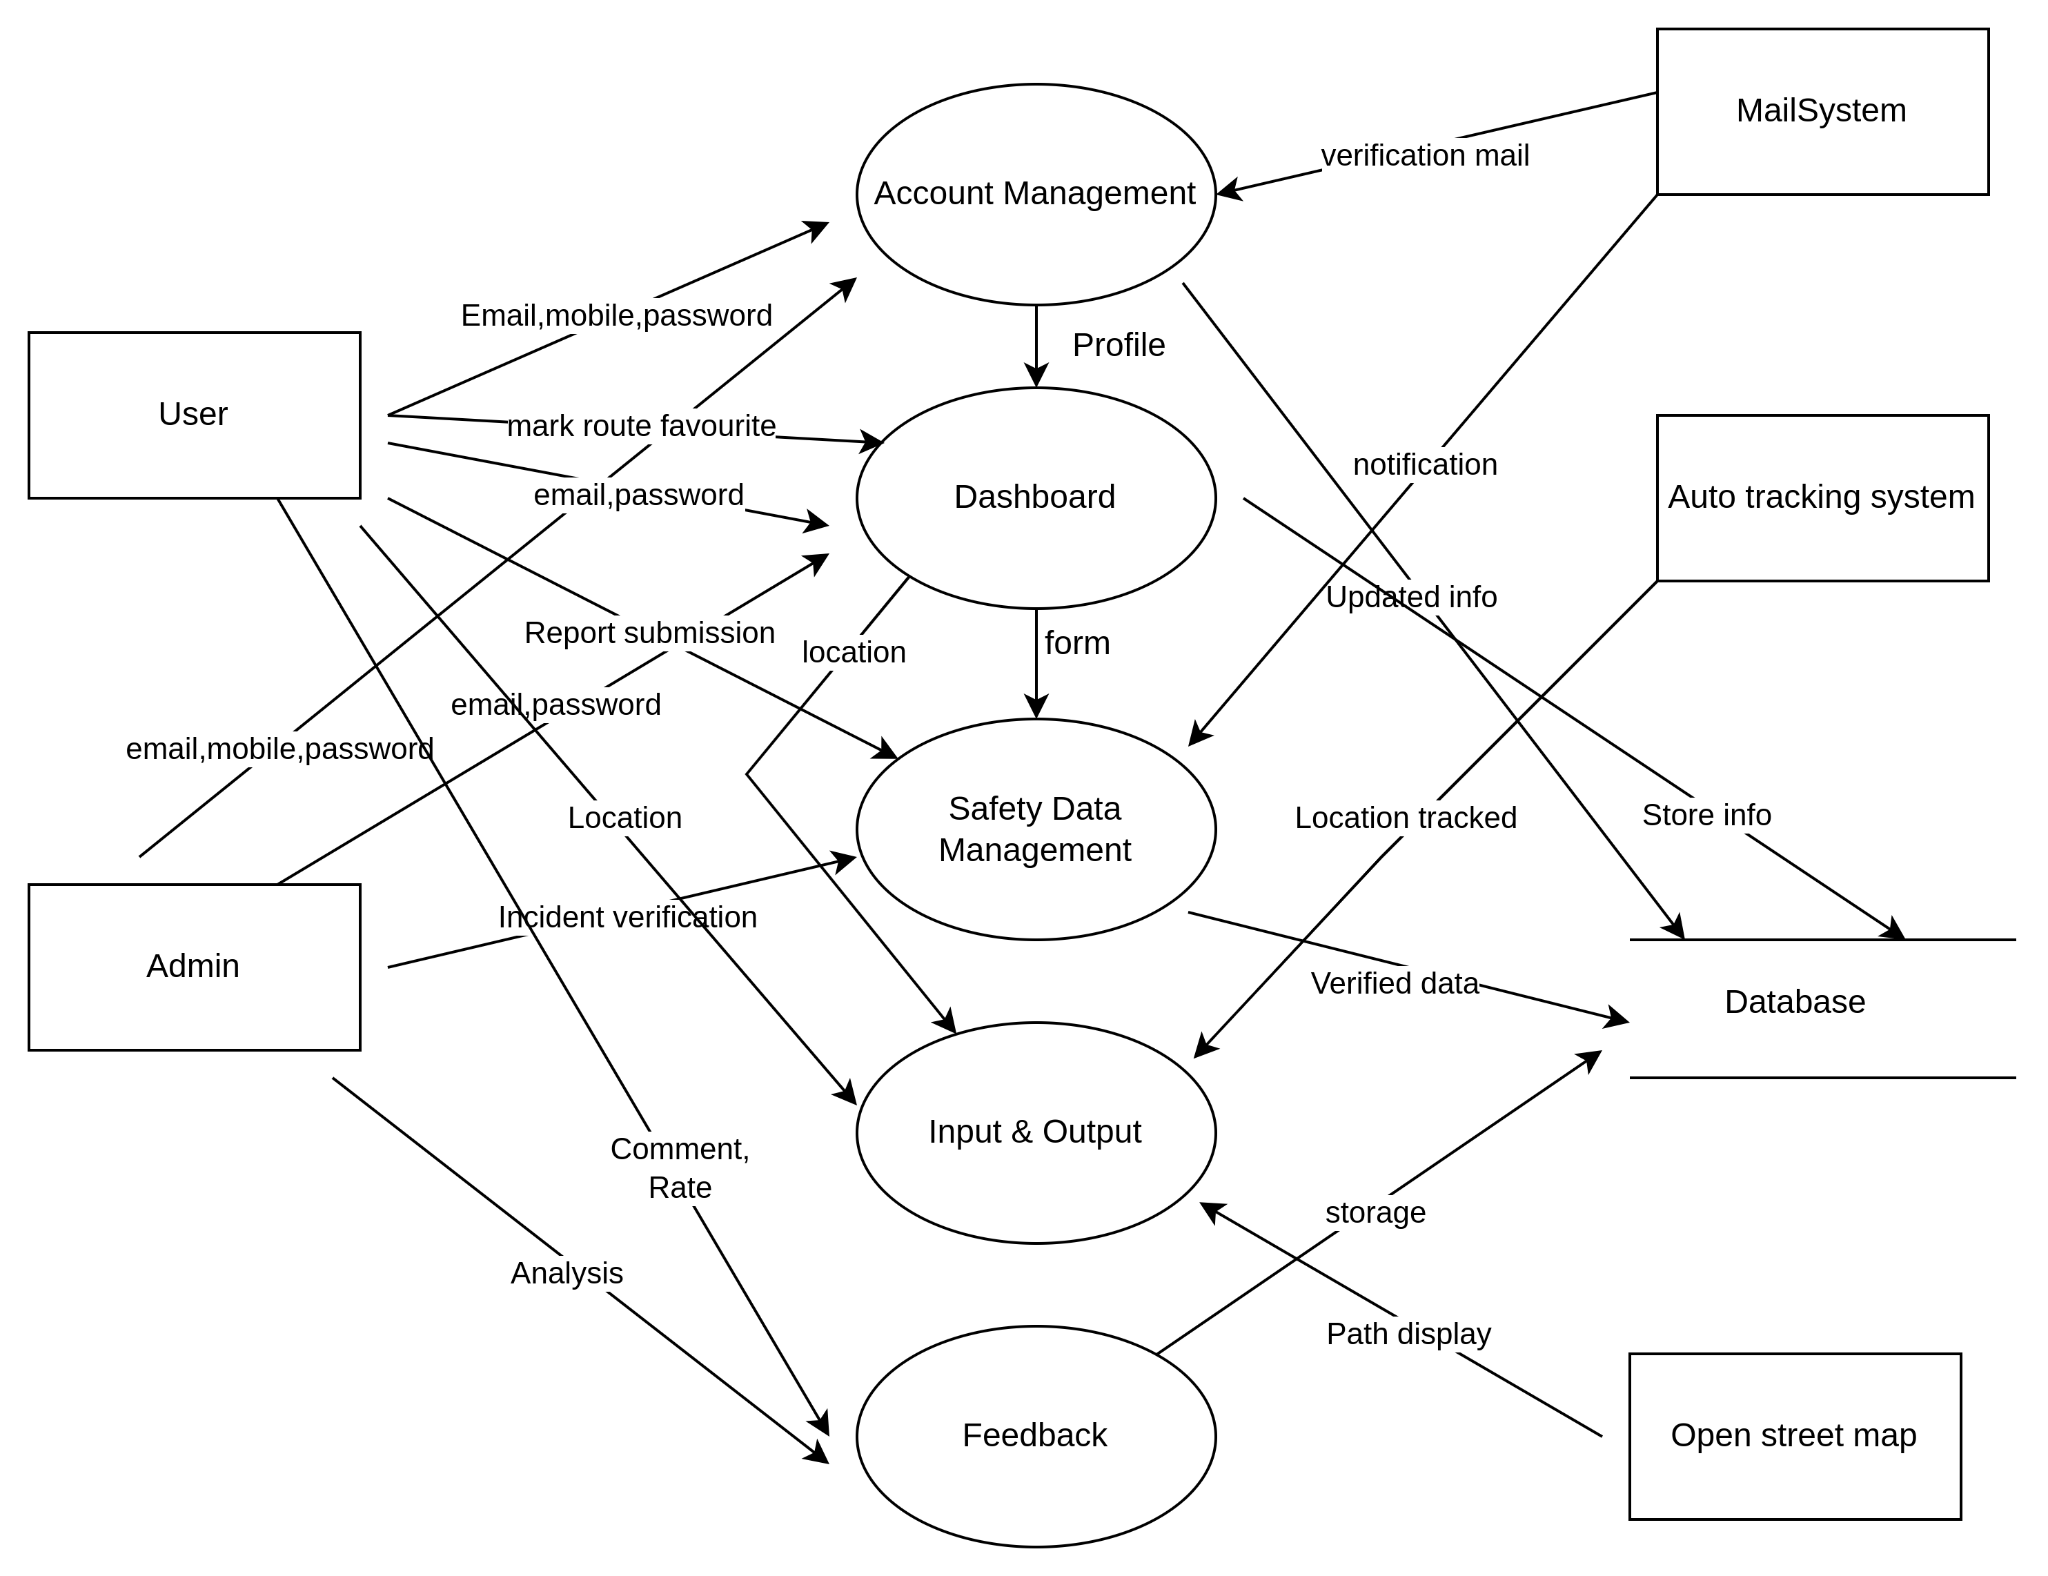 MailSystem
verification mail
Account Management
Email,mobile,password
Profile
User
mark route favourite
notification
email,password
Dashboard
Auto tracking system
Updated info
Report submission
location
form
email,password
email,mobile,password
Location
Safety Data
Management
Location tracked
Store info
Incident verification
Admin
Verified data
Database
Input & Output
Comment,
Rate
storage
Analysis
Path display
Feedback
Open street map